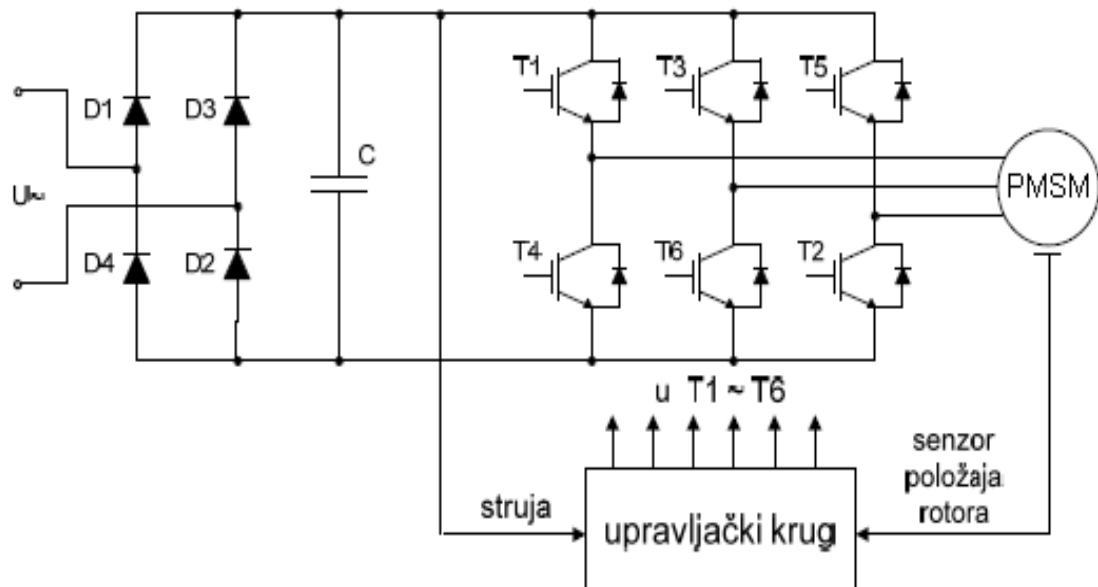 T1
T3
T5
D1
D3
C
U~
PMSM
D4
D2
T4
T6
T2
u T1 ~ T6
senzor
položaja
rotora
struja
upravljački krug